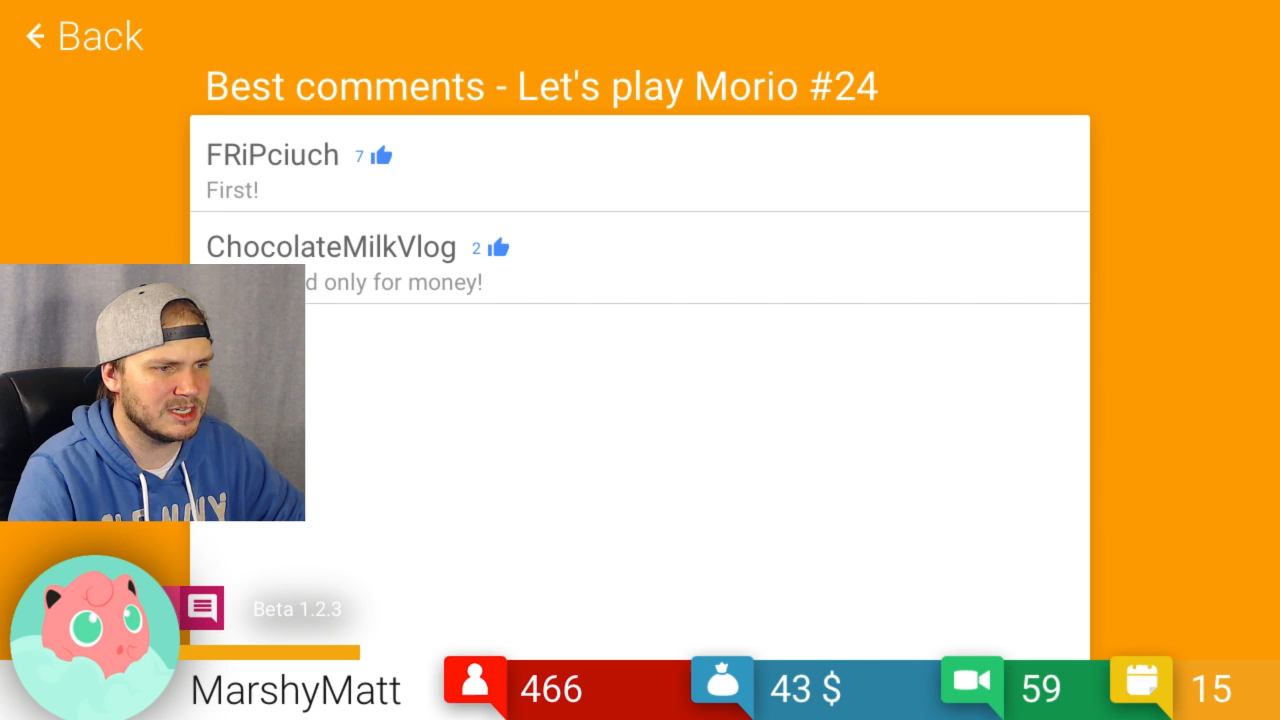 Back
Best comments - Let's play Morio #24
FRiPciuch 7
First!
ChocolateMilkVlog 2
only for money!
Beta 1.2.3
MarshyMatt 466 43 $ 59 15